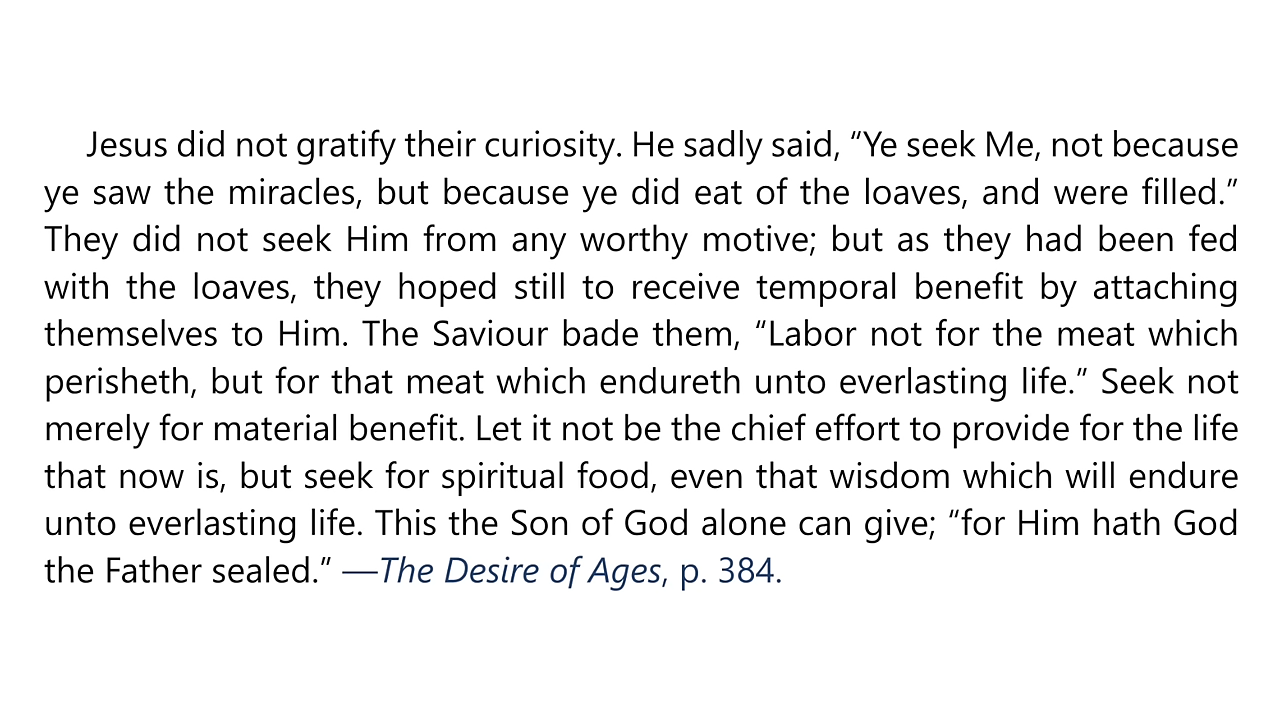 Jesus did not gratify their curiosity. He sadly said, “Ye seek Me, not because
ye saw the miracles, but because ye did eat of the loaves, and were filled.”
They did not seek Him from any worthy motive; but as they had been fed
with the loaves, they hoped still to receive temporal benefit by attaching
themselves to Him. The Saviour bade them, “Labor not for the meat which
perisheth, but for that meat which endureth unto everlasting life.” Seek not
merely for material benefit. Let it not be the chief effort to provide for the life
that now is, but seek for spiritual food, even that wisdom which will endure
unto everlasting life. This the Son of God alone can give; “for Him hath God
the Father sealed.” —The Desire of Ages, p. 384.